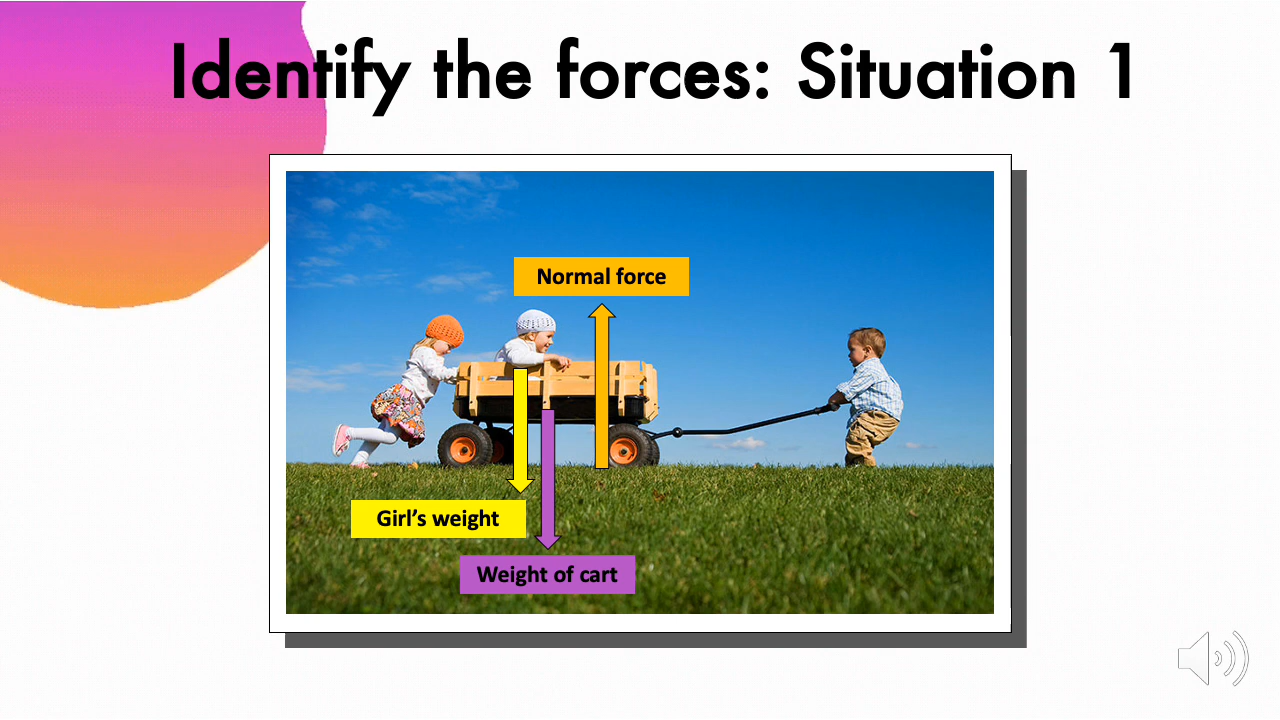 Identify the forces: Situation 1
Normal force
Girl’s weight
Weight of cart